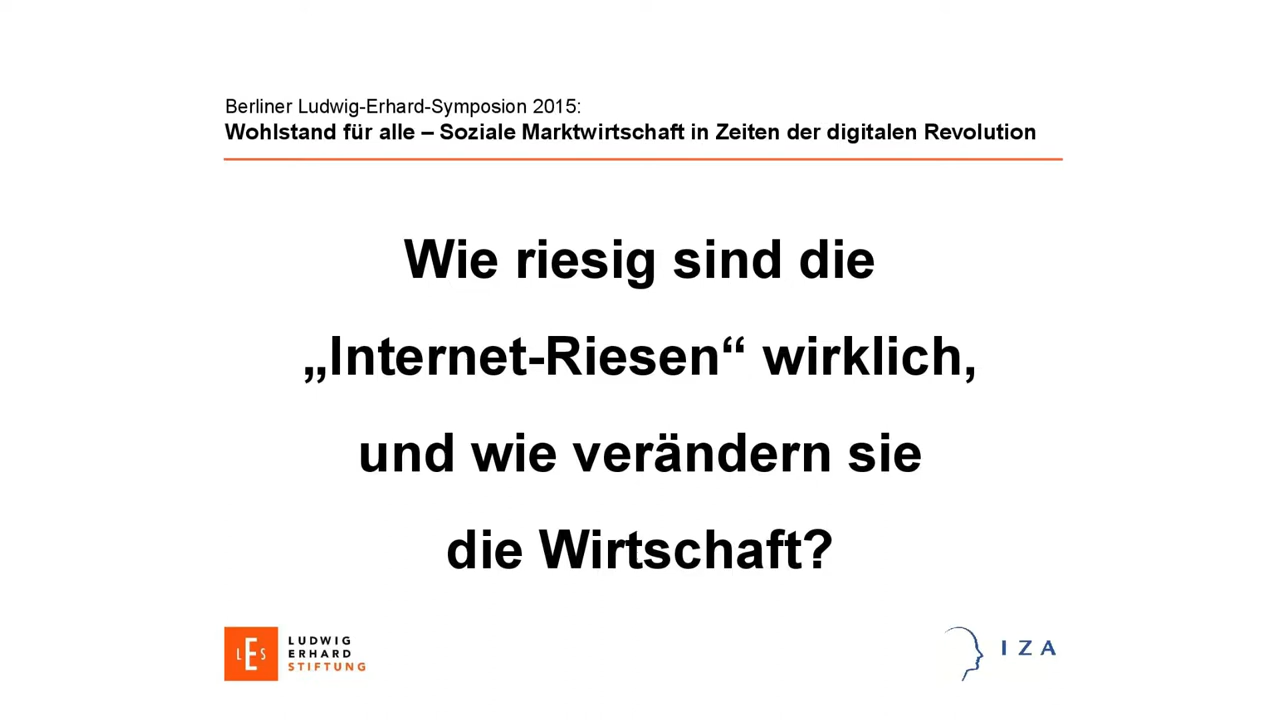 Berliner Ludwig-Erhard-Symposion 2015:
Wohlstand für alle – Soziale Marktwirtschaft in Zeiten der digitalen Revolution
Wie riesig sind die
„Internet-Riesen“ wirklich,
und wie verändern sie
die Wirtschaft?
LES
LUDWIG
ERHARD
STIFTUNG
IZA